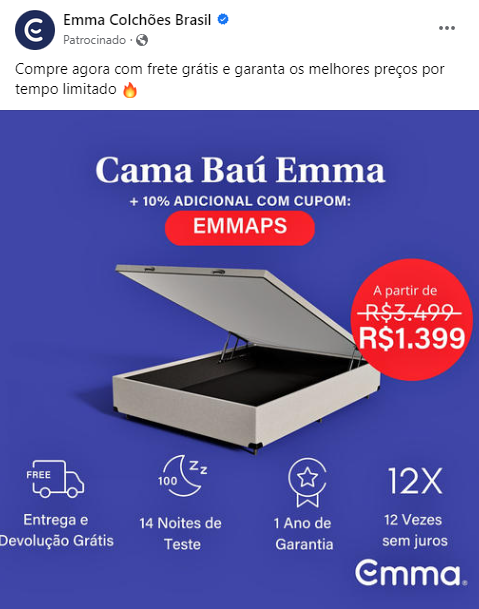 Emma Colchões Brasil
Patrocinado ·
Compre agora com frete grátis e garanta os melhores preços por
tempo limitado 🔥
Cama Baú Emma
+ 10% ADICIONAL COM CUPOM:
EMMAPS
A partir de
R$3.499
R$1.399
FREE
Entrega e
Devolução Grátis
100 Z Z Z
14 Noites de
Teste
1 Ano de
Garantia
12X
12 Vezes
sem juros
emma®